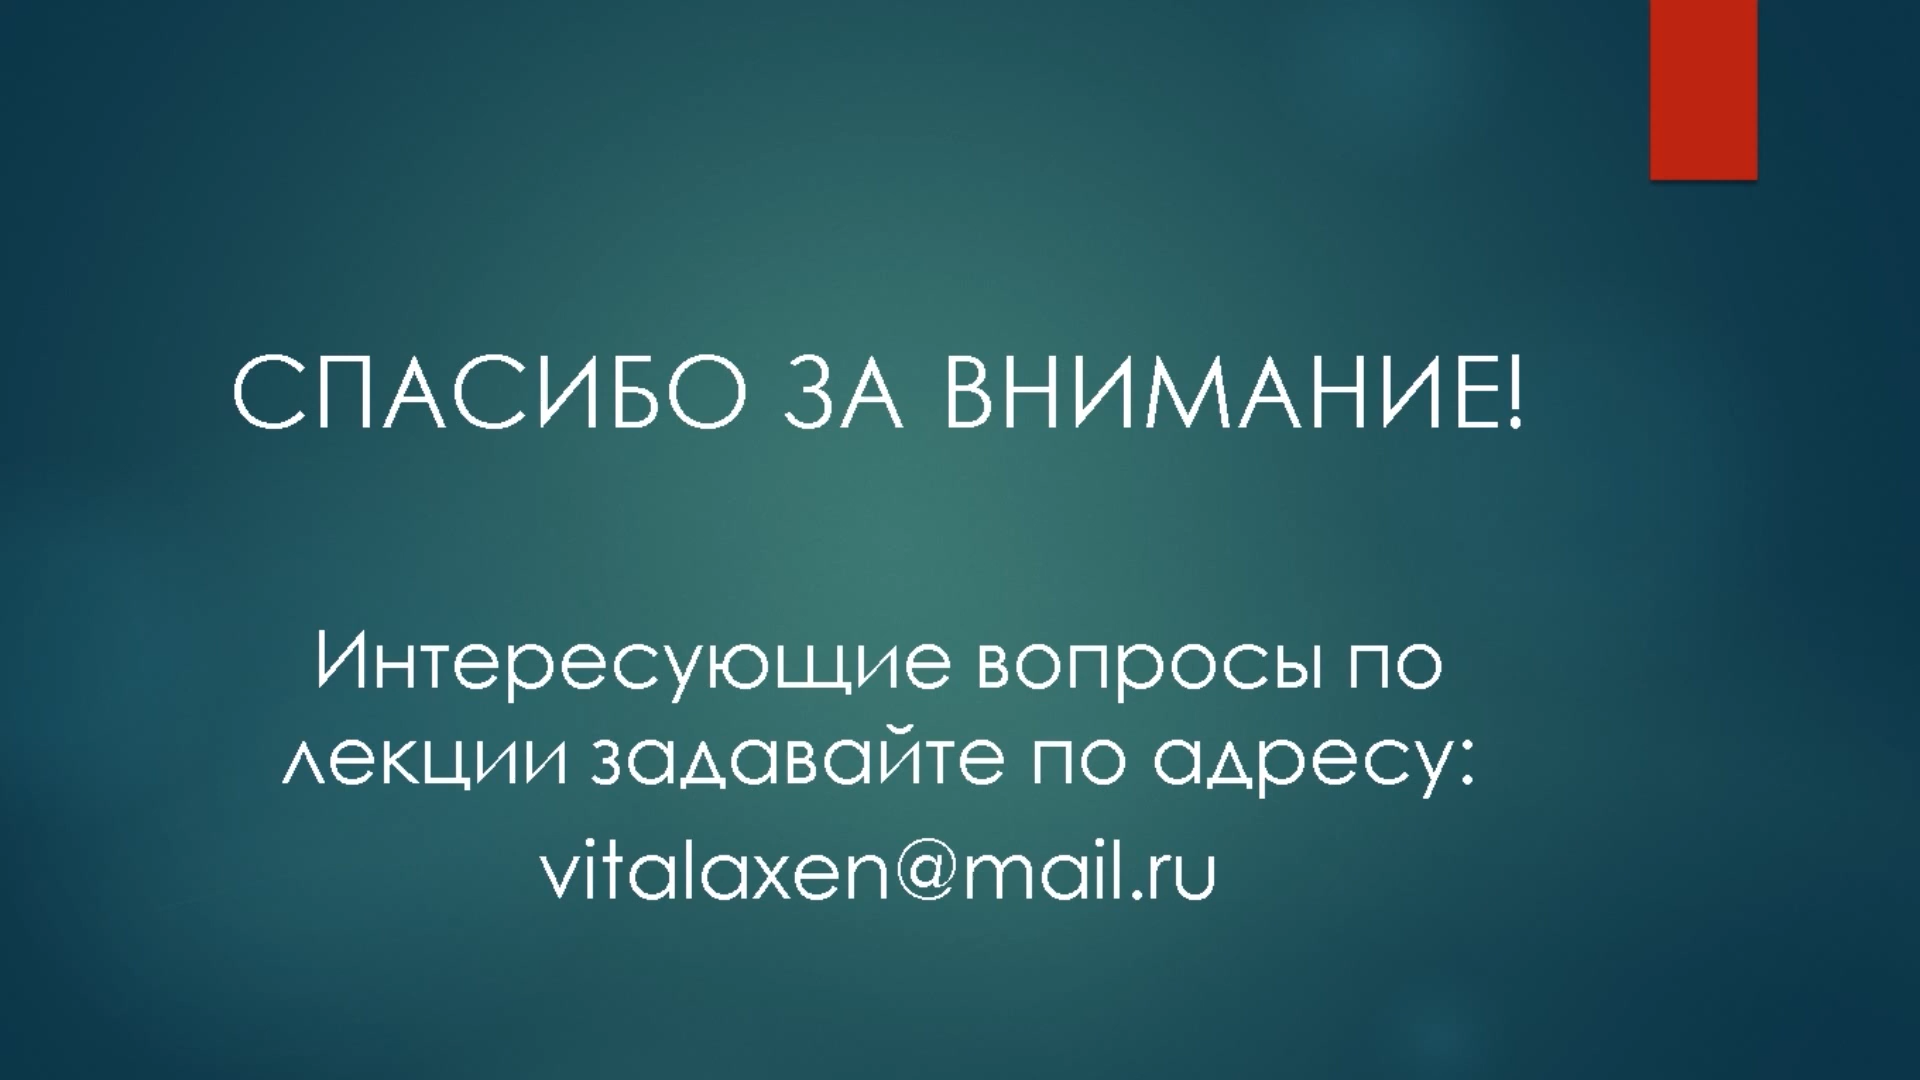 СПАСИБО ЗА ВНИМАНИЕ!
Интересующие вопросы по
лекции задавайте по адресу:
vitalaxen@mail.ru